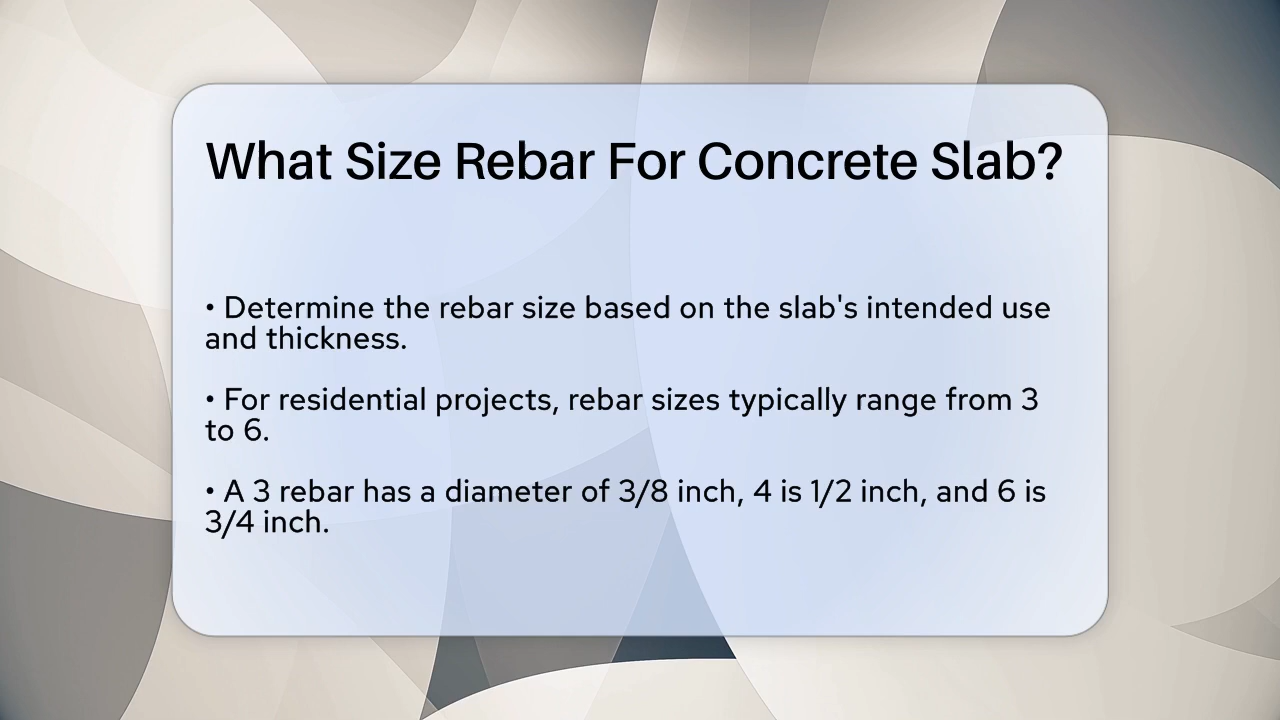 What Size Rebar For Concrete Slab?
• Determine the rebar size based on the slab's intended use
and thickness.
• For residential projects, rebar sizes typically range from 3
to 6.
• A 3 rebar has a diameter of 3/8 inch, 4 is 1/2 inch, and 6 is
3/4 inch.